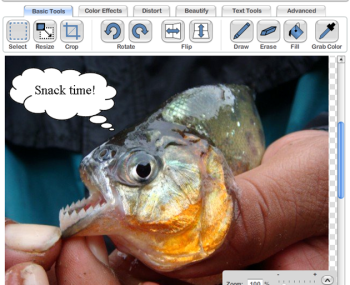 Basic Tools Color Effects Distort Beautify Text Tools Advanced
Select Resize Crop Rotate Flip Draw Erase Fill Grab Color
Snack time!
Zoom: 100 %